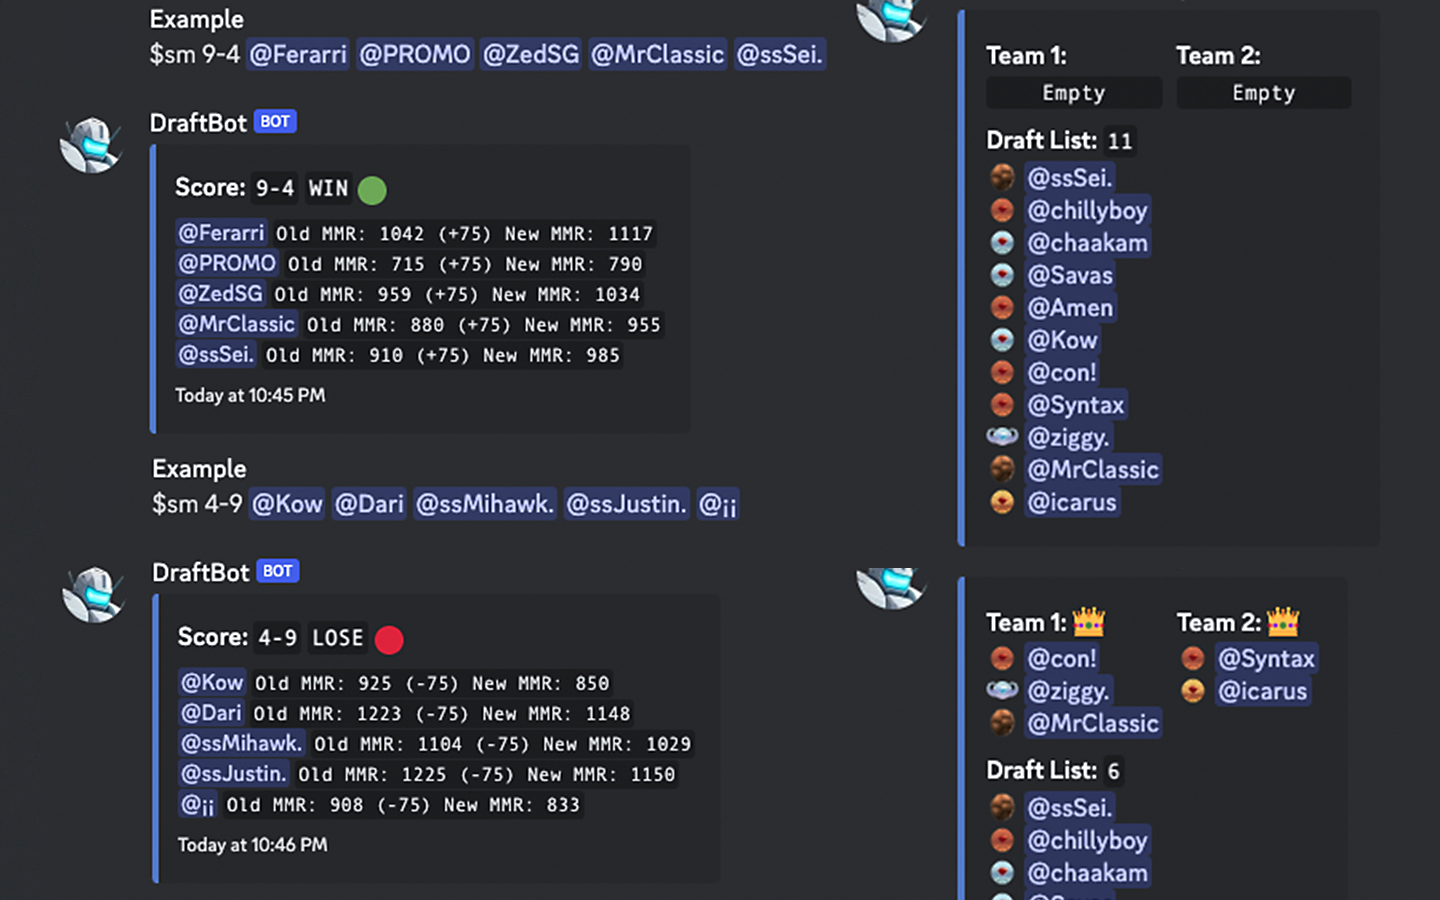 Example
$sm 9-4 @Ferarri @PROMO @ZedSG @MrClassic @ssSei.
DraftBot BOT
Score: 9-4 WIN
@Ferarri Old MMR: 1042 (+75) New MMR: 1117
@PROMO Old MMR: 715 (+75) New MMR: 790
@ZedSG Old MMR: 959 (+75) New MMR: 1034
@MrClassic Old MMR: 880 (+75) New MMR: 955
@ssSei. Old MMR: 910 (+75) New MMR: 985
Today at 10:45 PM
Example
$sm 4-9 @Kow @Dari @ssMihawk. @ssJustin. @¡¡
DraftBot BOT
Score: 4-9 LOSE
@Kow Old MMR: 925 (-75) New MMR: 850
@Dari Old MMR: 1223 (-75) New MMR: 1148
@ssMihawk. Old MMR: 1104 (-75) New MMR: 1029
@ssJustin. Old MMR: 1225 (-75) New MMR: 1150
@¡¡ Old MMR: 908 (-75) New MMR: 833
Today at 10:46 PM
Team 1: Team 2:
Empty Empty
Draft List: 11
@ssSei.
@chillyboy
@chaakam
@Savas
@Amen
@Kow
@con!
@Syntax
@ziggy.
@MrClassic
@icarus
Team 1: Team 2:
@con! @Syntax
@ziggy. @icarus
@MrClassic
Draft List: 6
@ssSei.
@chillyboy
@chaakam